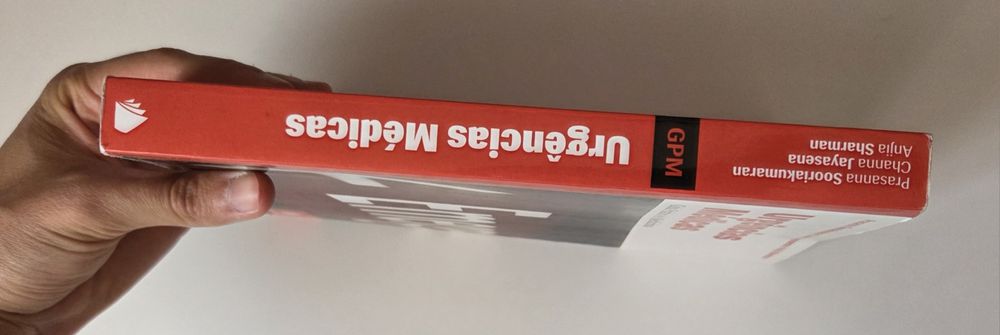 Prasanna Sooriakumaran
Channa Jayasena
Anjla Sharman
GPM
Urgências Médicas